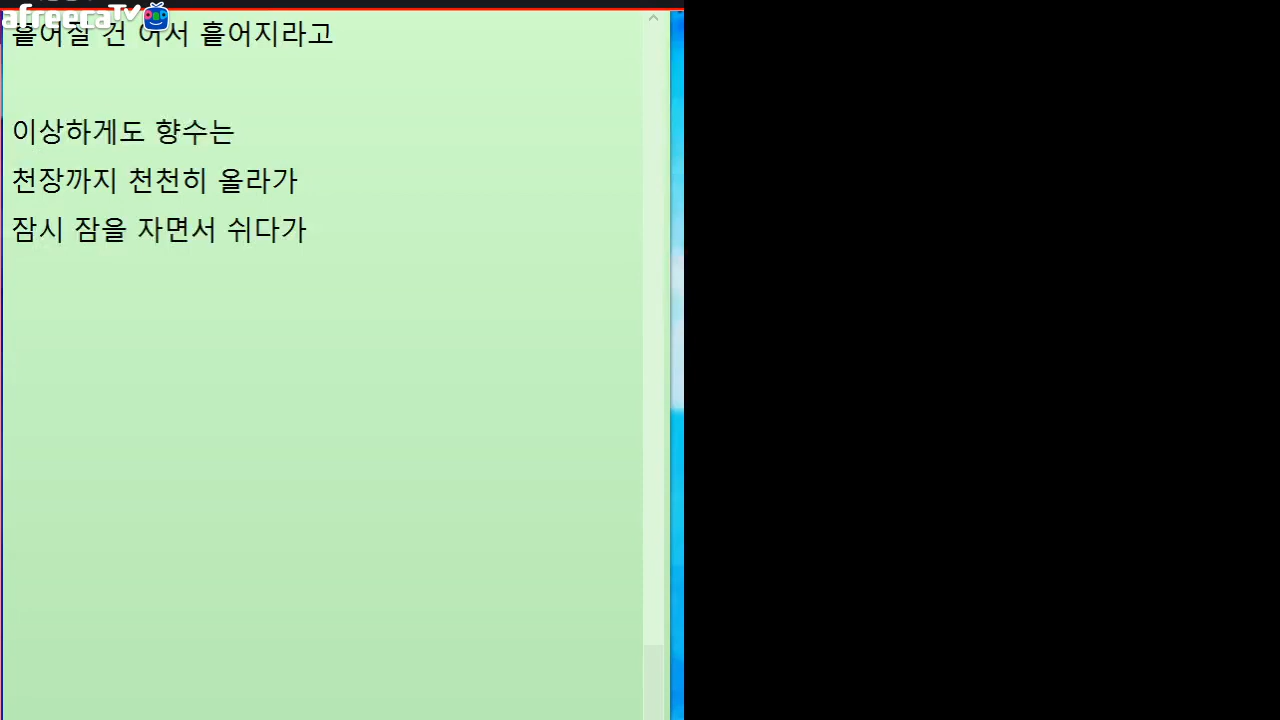 afreecaTV
흩어질 건 어서 흩어지라고
이상하게도 향수는
천장까지 천천히 올라가
잠시 잠을 자면서 쉬다가